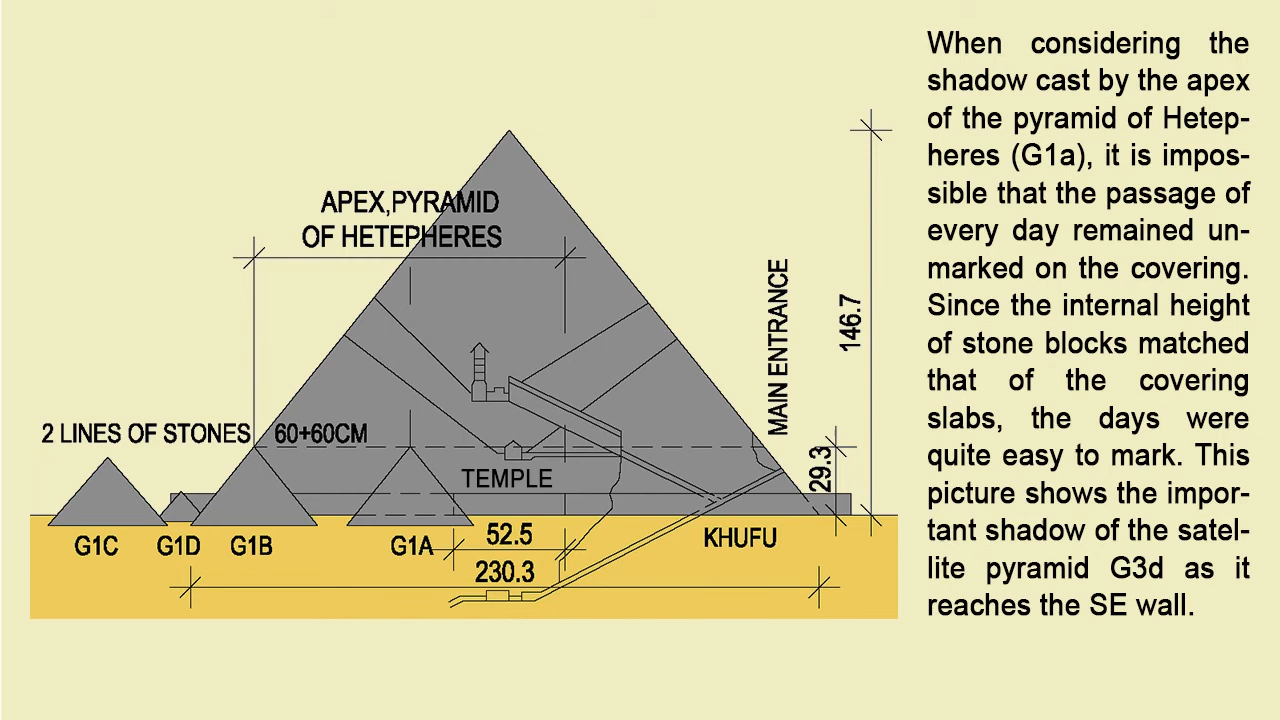 APEX,PYRAMID
OF HETEPHERES
MAIN ENTRANCE
146.7
2 LINES OF STONES
60+60CM
29.3
TEMPLE
G1C
G1D
G1B
G1A
52.5
KHUFU
230.3
When considering the
shadow cast by the apex
of the pyramid of Hetep-
heres (G1a), it is impos-
sible that the passage of
every day remained un-
marked on the covering.
Since the internal height
of stone blocks matched
that of the covering
slabs, the days were
quite easy to mark. This
picture shows the impor-
tant shadow of the satel-
lite pyramid G3d as it
reaches the SE wall.